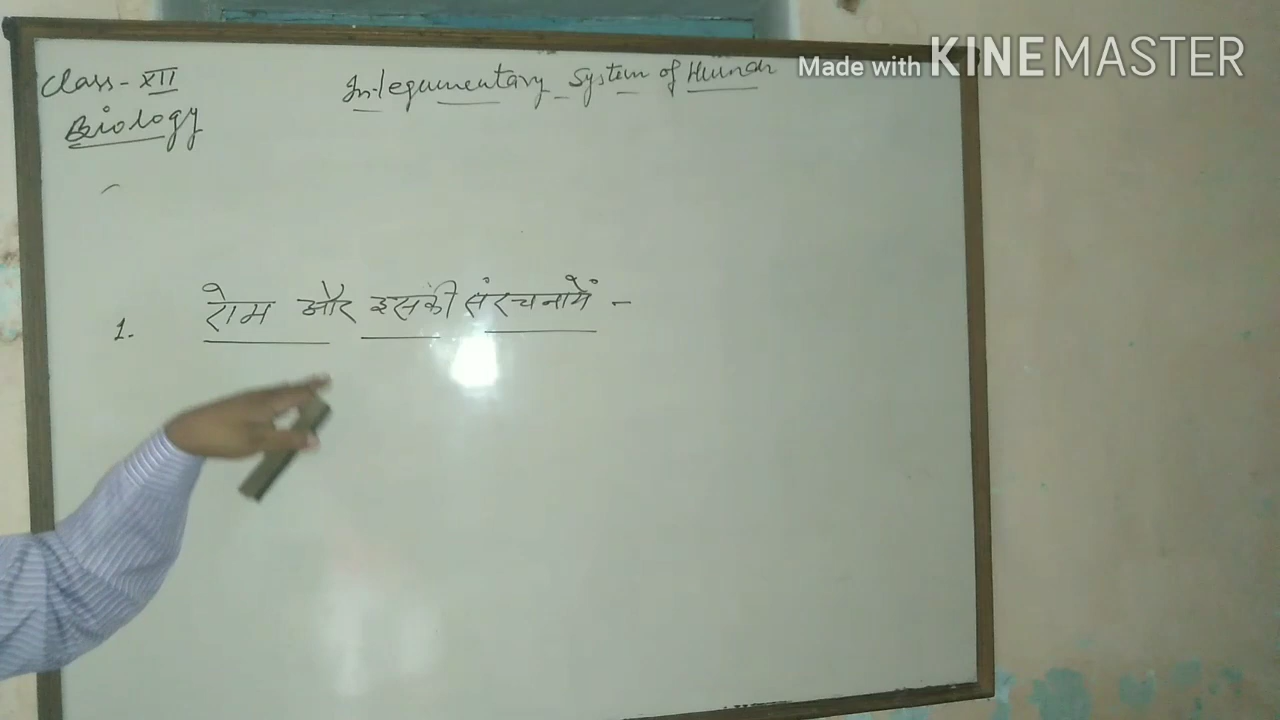 Class - XII
Biology
Integumentary System of Human
Made with KINEMASTER
1. रोम और इसकी संरचनामें -